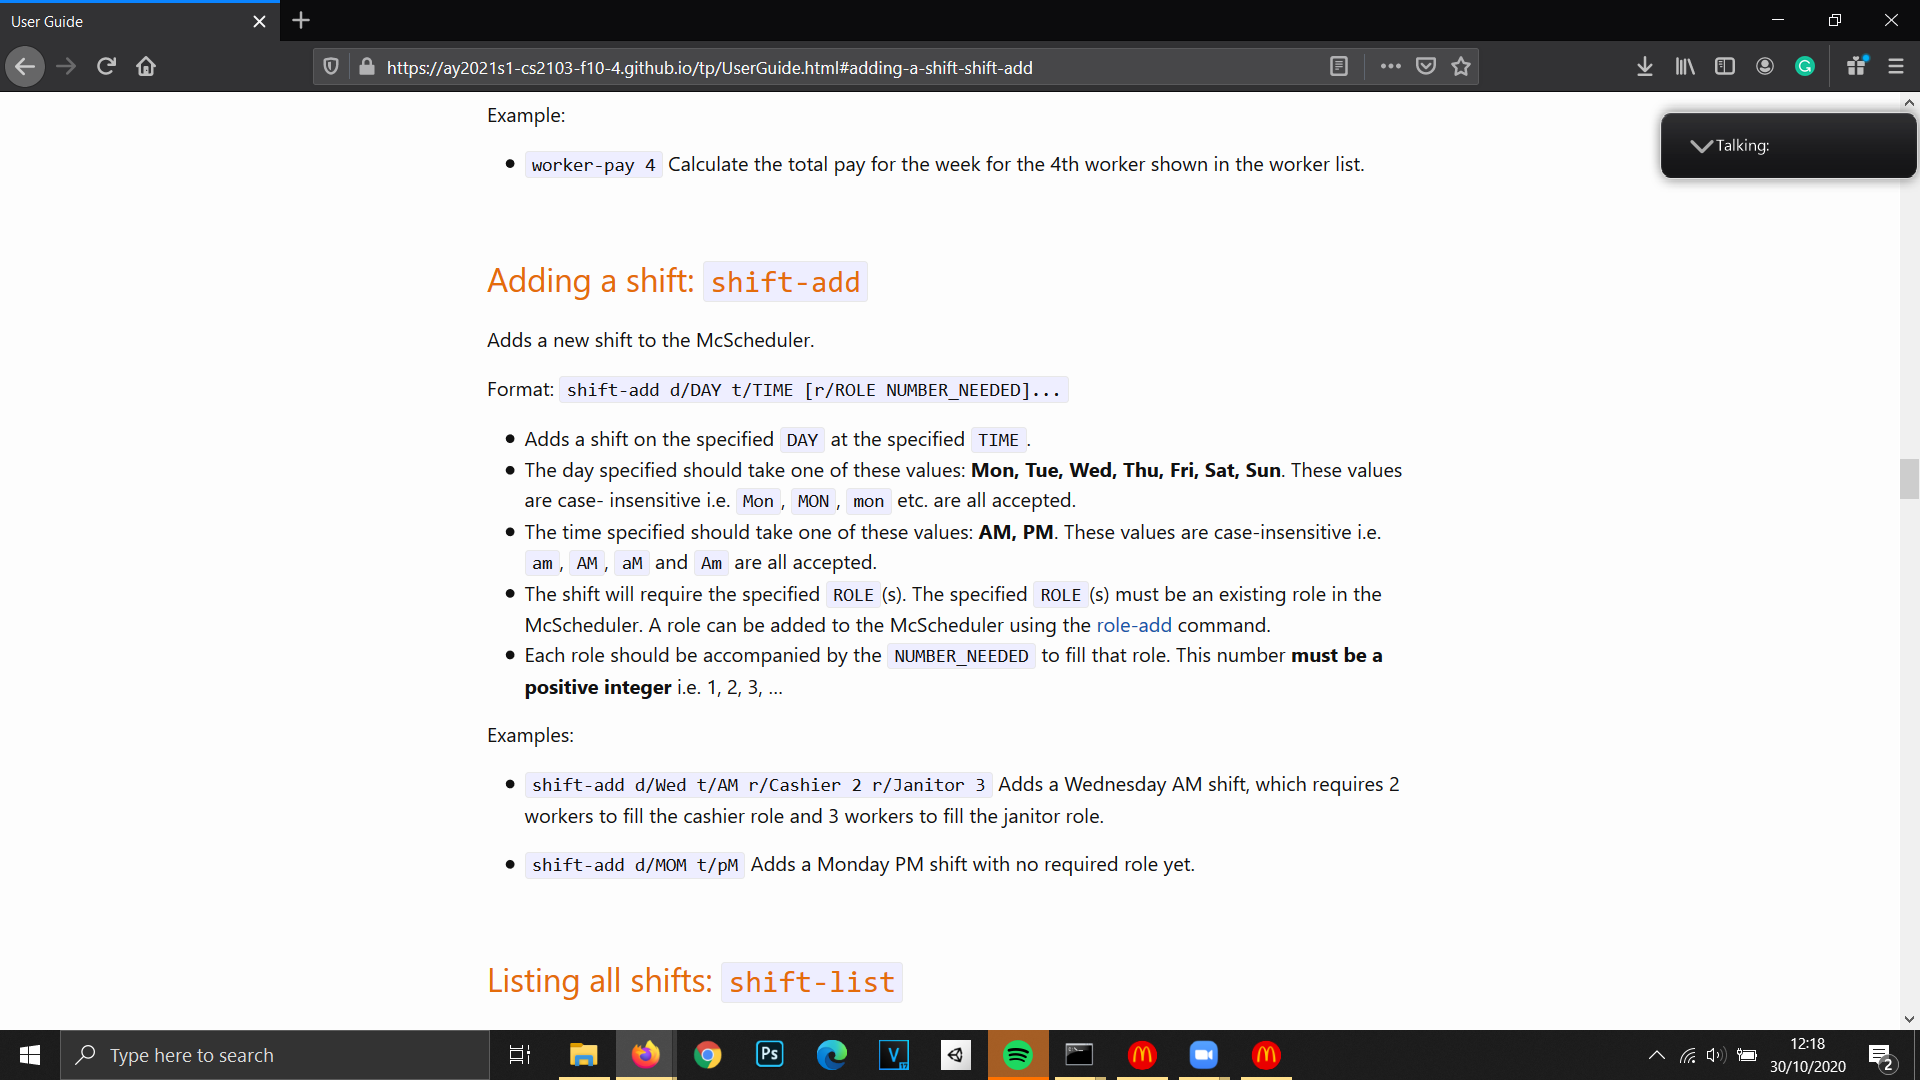 User Guide
https://ay2021s1-cs2103-f10-4.github.io/tp/UserGuide.html#adding-a-shift-shift-add
Talking:
Example:
worker-pay 4 Calculate the total pay for the week for the 4th worker shown in the worker list.
Adding a shift: shift-add
Adds a new shift to the McScheduler.
Format: shift-add d/DAY t/TIME [r/ROLE NUMBER_NEEDED]...
Adds a shift on the specified DAY at the specified TIME.
The day specified should take one of these values: Mon, Tue, Wed, Thu, Fri, Sat, Sun. These values
are case- insensitive i.e. Mon, MON, mon etc. are all accepted.
The time specified should take one of these values: AM, PM. These values are case-insensitive i.e.
am, AM, aM and Am are all accepted.
The shift will require the specified ROLE(s). The specified ROLE(s) must be an existing role in the
McScheduler. A role can be added to the McScheduler using the role-add command.
Each role should be accompanied by the NUMBER_NEEDED to fill that role. This number must be a
positive integer i.e. 1, 2, 3, …
Examples:
shift-add d/Wed t/AM r/Cashier 2 r/Janitor 3 Adds a Wednesday AM shift, which requires 2
workers to fill the cashier role and 3 workers to fill the janitor role.
shift-add d/MOM t/pM Adds a Monday PM shift with no required role yet.
Listing all shifts: shift-list
Type here to search
Ps
V
12:18
30/10/2020
2